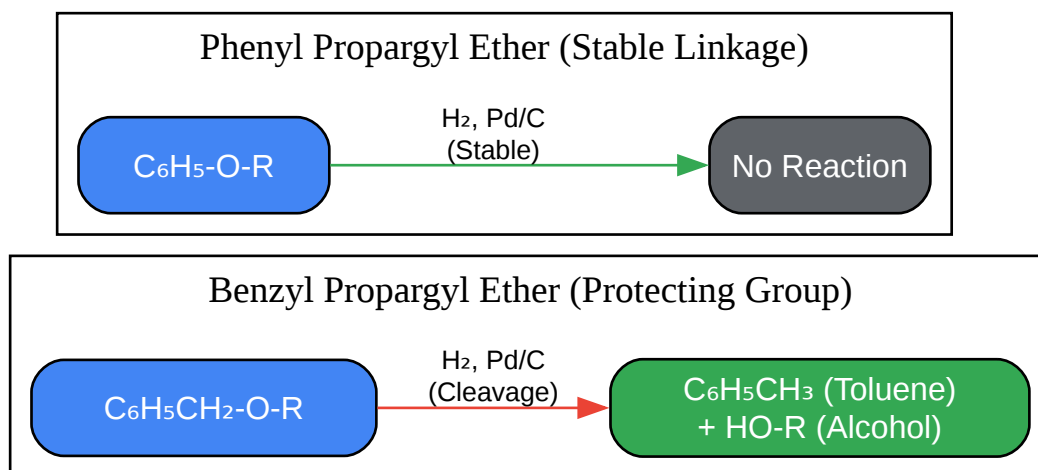 Phenyl Propargyl Ether (Stable Linkage)
H₂, Pd/C
(Stable)
C₆H₅-O-R
No Reaction
Benzyl Propargyl Ether (Protecting Group)
H₂, Pd/C
(Cleavage)
C₆H₅CH₂-O-R
C₆H₅CH₃ (Toluene)
+ HO-R (Alcohol)